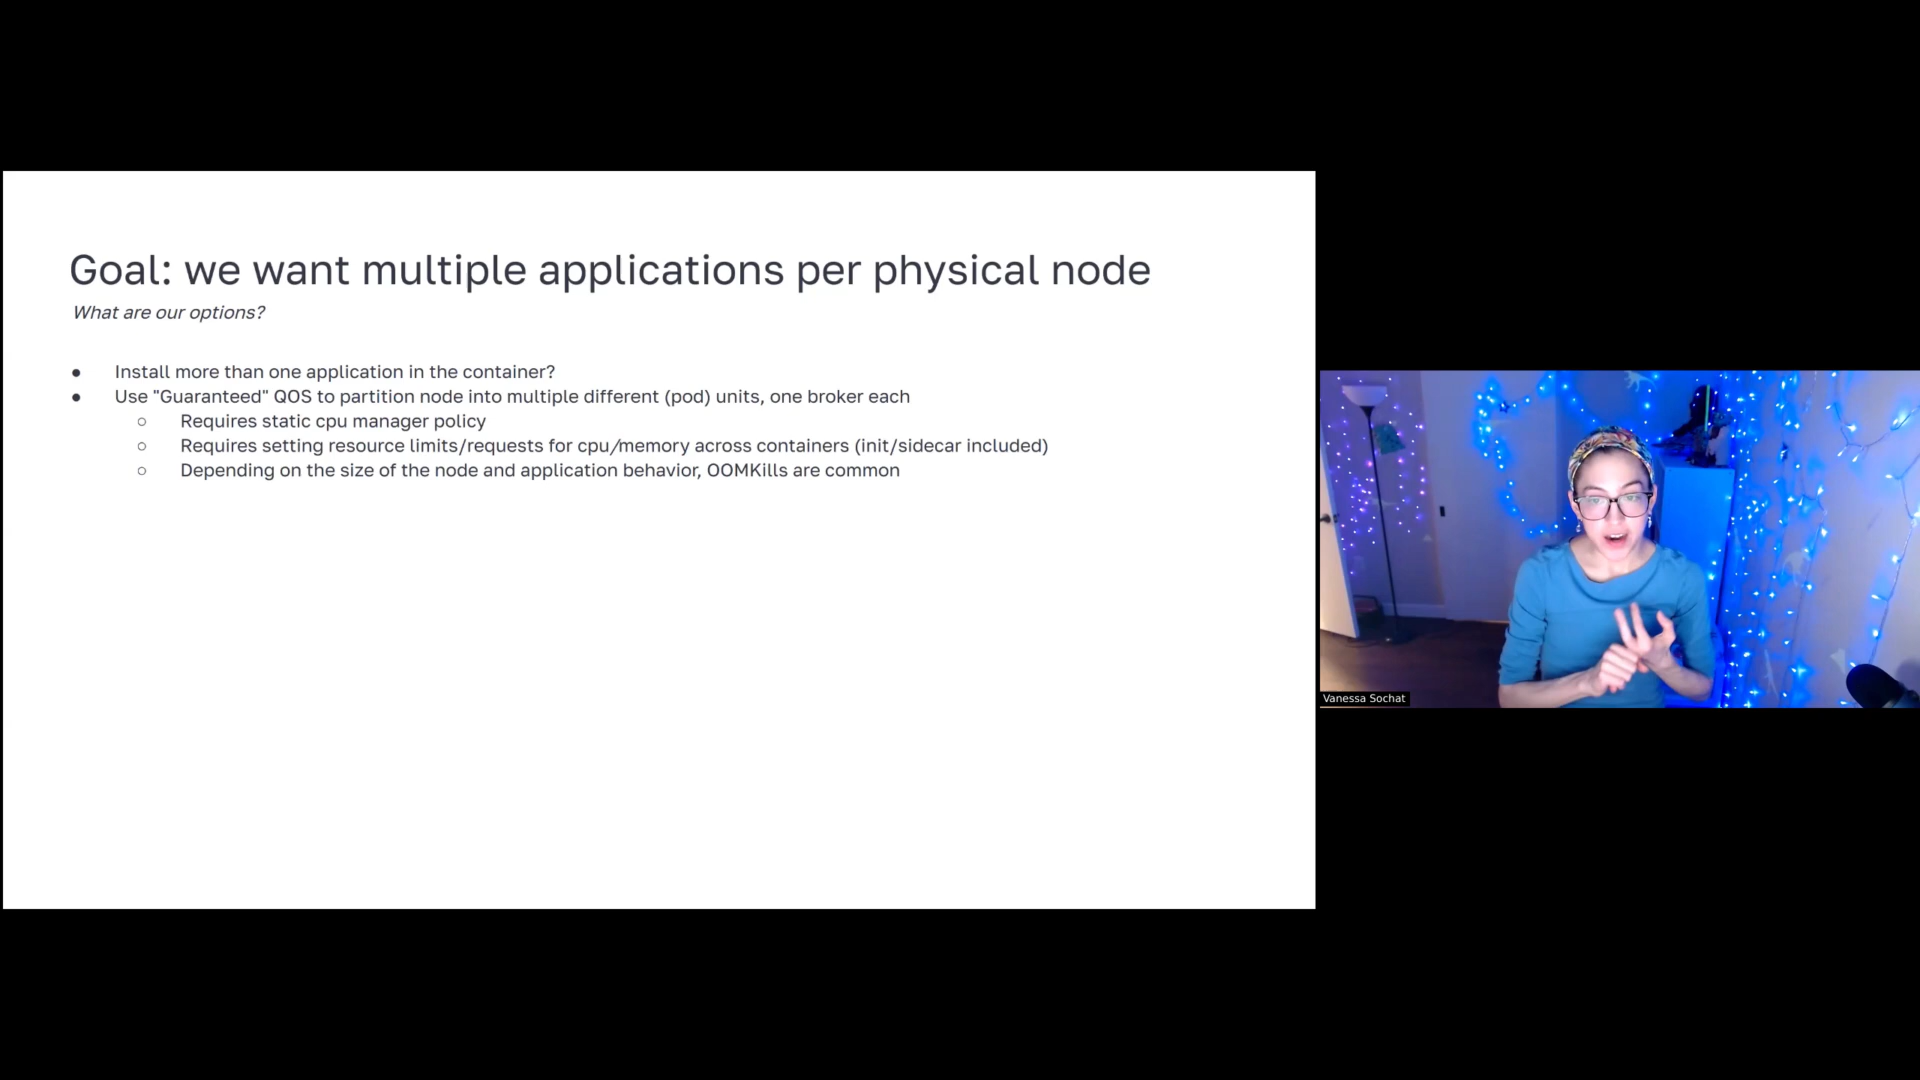 Goal: we want multiple applications per physical node
What are our options?
● Install more than one application in the container?
● Use "Guaranteed" QOS to partition node into multiple different (pod) units, one broker each
○ Requires static cpu manager policy
○ Requires setting resource limits/requests for cpu/memory across containers (init/sidecar included)
○ Depending on the size of the node and application behavior, OOMKills are common
Vanessa Sochat